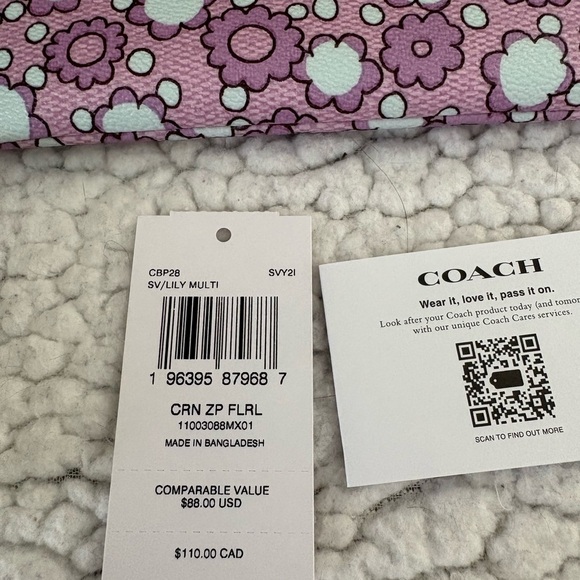 CBP28 SVY2I
SV/LILY MULTI
1 96395 87968 7
CRN ZP FLRL
11003088MX01
MADE IN BANGLADESH
COMPARABLE VALUE
$88.00 USD
$110.00 CAD
COACH
Wear it, love it, pass it on.
Look after your Coach product today (and tomor
with our unique Coach Cares services.
SCAN TO FIND OUT MORE